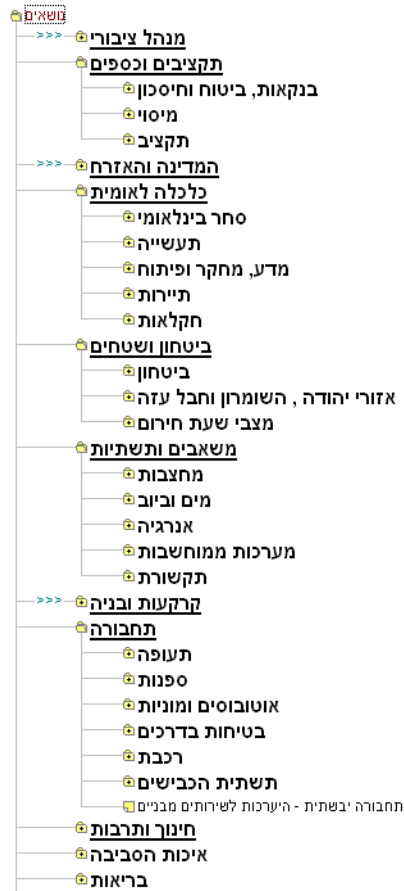 נושאים
>>> מנהל ציבורי
תקציבים וכספים
בנקאות, ביטוח וחיסכון
מיסוי
תקציב
>>> המדינה והאזרח
כלכלה לאומית
סחר בינלאומי
תעשייה
מדע, מחקר ופיתוח
תיירות
חקלאות
ביטחון ושטחים
ביטחון
אזורי יהודה , השומרון וחבל עזה
מצבי שעת חירום
משאבים ותשתיות
מחצבות
מים וביוב
אנרגיה
מערכות ממוחשבות
תקשורת
>>> קרקעות ובניה
תחבורה
תעופה
ספנות
אוטובוסים ומוניות
בטיחות בדרכים
רכבת
תשתית הכבישים
תחבורה יבשתית - היערכות לשירותים מבניים
חינוך ותרבות
איכות הסביבה
בריאות